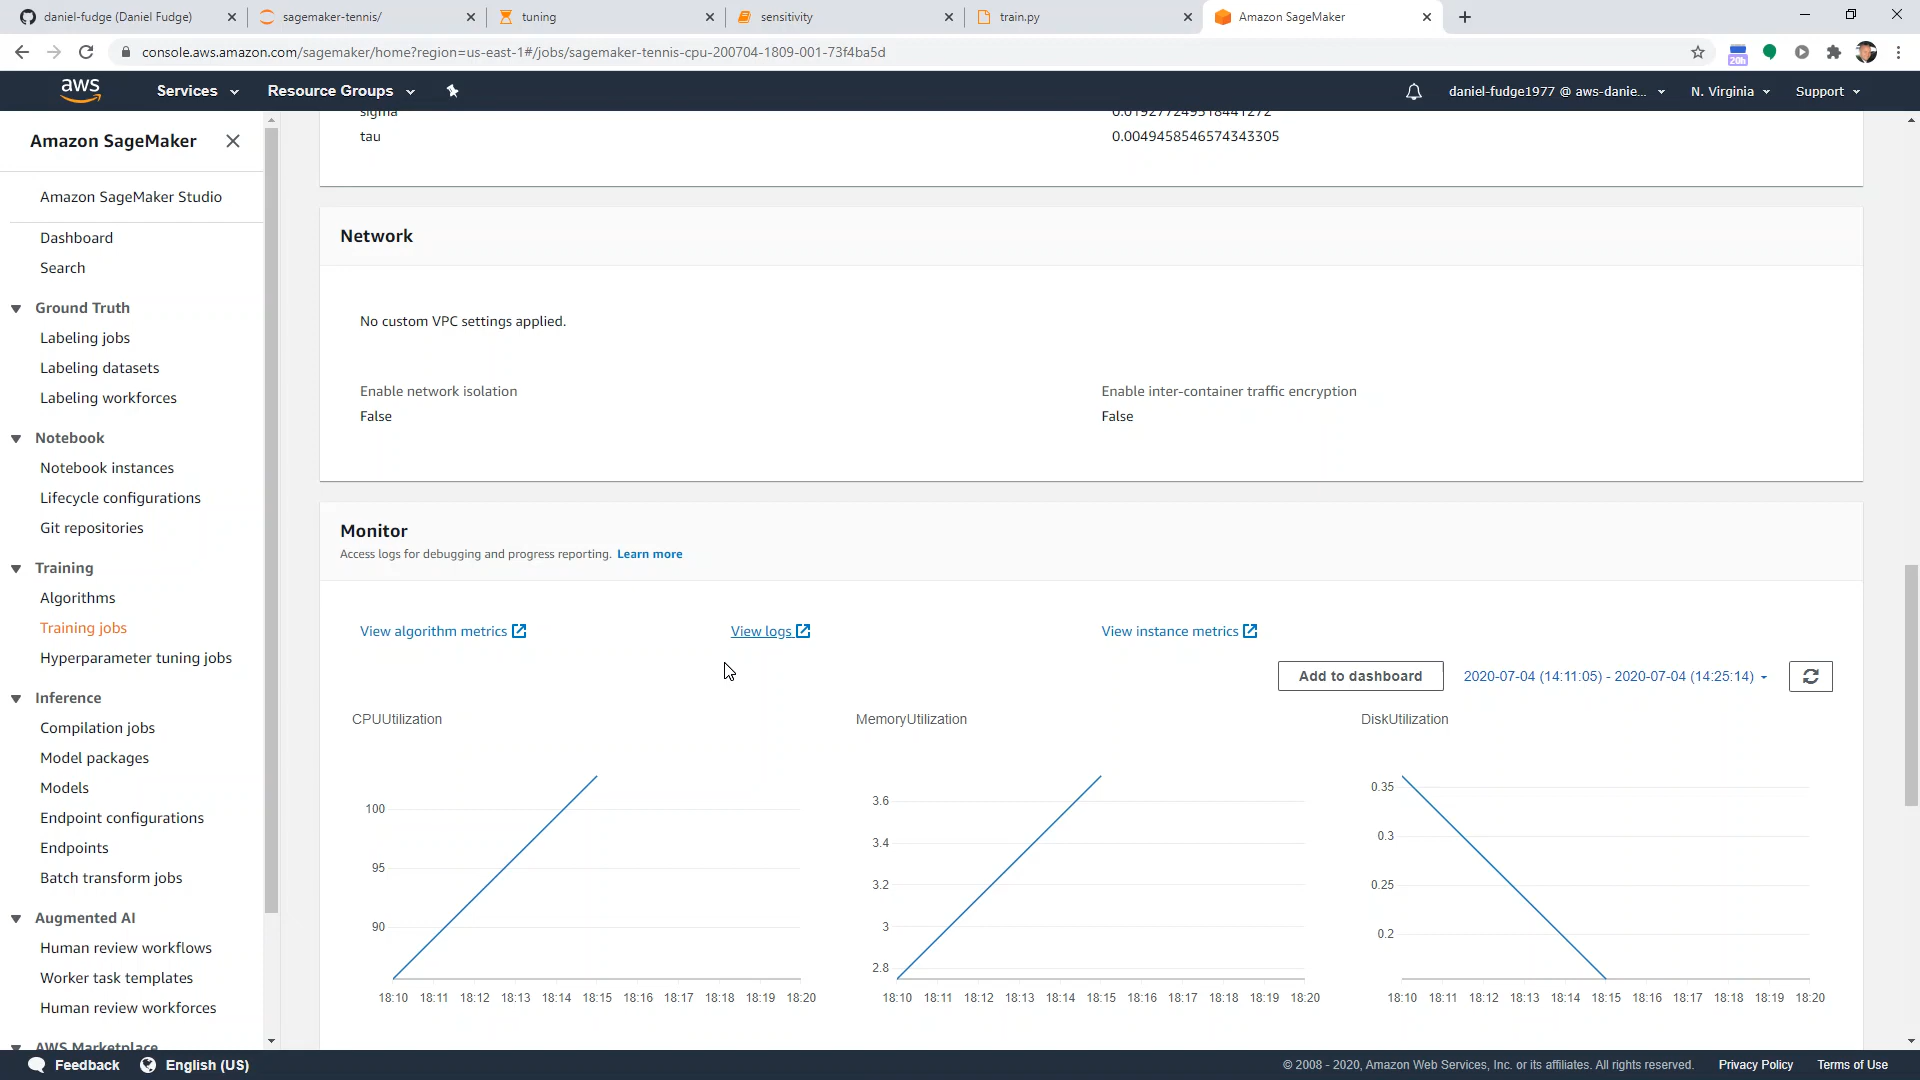 daniel-fudge (Daniel Fudge)
sagemaker-tennis/
tuning
sensitivity
train.py
Amazon SageMaker
console.aws.amazon.com/sagemaker/home?region=us-east-1#/jobs/sagemaker-tennis-cpu-200704-1809-001-73f4ba5d
20h
aws
Services
Resource Groups
daniel-fudge1977 @ aws-danie...
N. Virginia
Support
Amazon SageMaker
Amazon SageMaker Studio
Dashboard
Search
Ground Truth
Labeling jobs
Labeling datasets
Labeling workforces
Notebook
Notebook instances
Lifecycle configurations
Git repositories
Training
Algorithms
Training jobs
Hyperparameter tuning jobs
Inference
Compilation jobs
Model packages
Models
Endpoint configurations
Endpoints
Batch transform jobs
Augmented AI
Human review workflows
Worker task templates
Human review workforces
AWS Marketplace
sigma
tau 0.0049458546574343305
Network
No custom VPC settings applied.
Enable network isolation
False
Enable inter-container traffic encryption
False
Monitor
Access logs for debugging and progress reporting. Learn more
View algorithm metrics
View logs
View instance metrics
Add to dashboard
2020-07-04 (14:11:05) - 2020-07-04 (14:25:14)
CPUUtilization
100
95
90
18:10 18:11 18:12 18:13 18:14 18:15 18:16 18:17 18:18 18:19 18:20
MemoryUtilization
3.6
3.4
3.2
3
2.8
18:10 18:11 18:12 18:13 18:14 18:15 18:16 18:17 18:18 18:19 18:20
DiskUtilization
0.35
0.3
0.25
0.2
18:10 18:11 18:12 18:13 18:14 18:15 18:16 18:17 18:18 18:19 18:20
Feedback
English (US)
© 2008 - 2020, Amazon Web Services, Inc. or its affiliates. All rights reserved.
Privacy Policy
Terms of Use